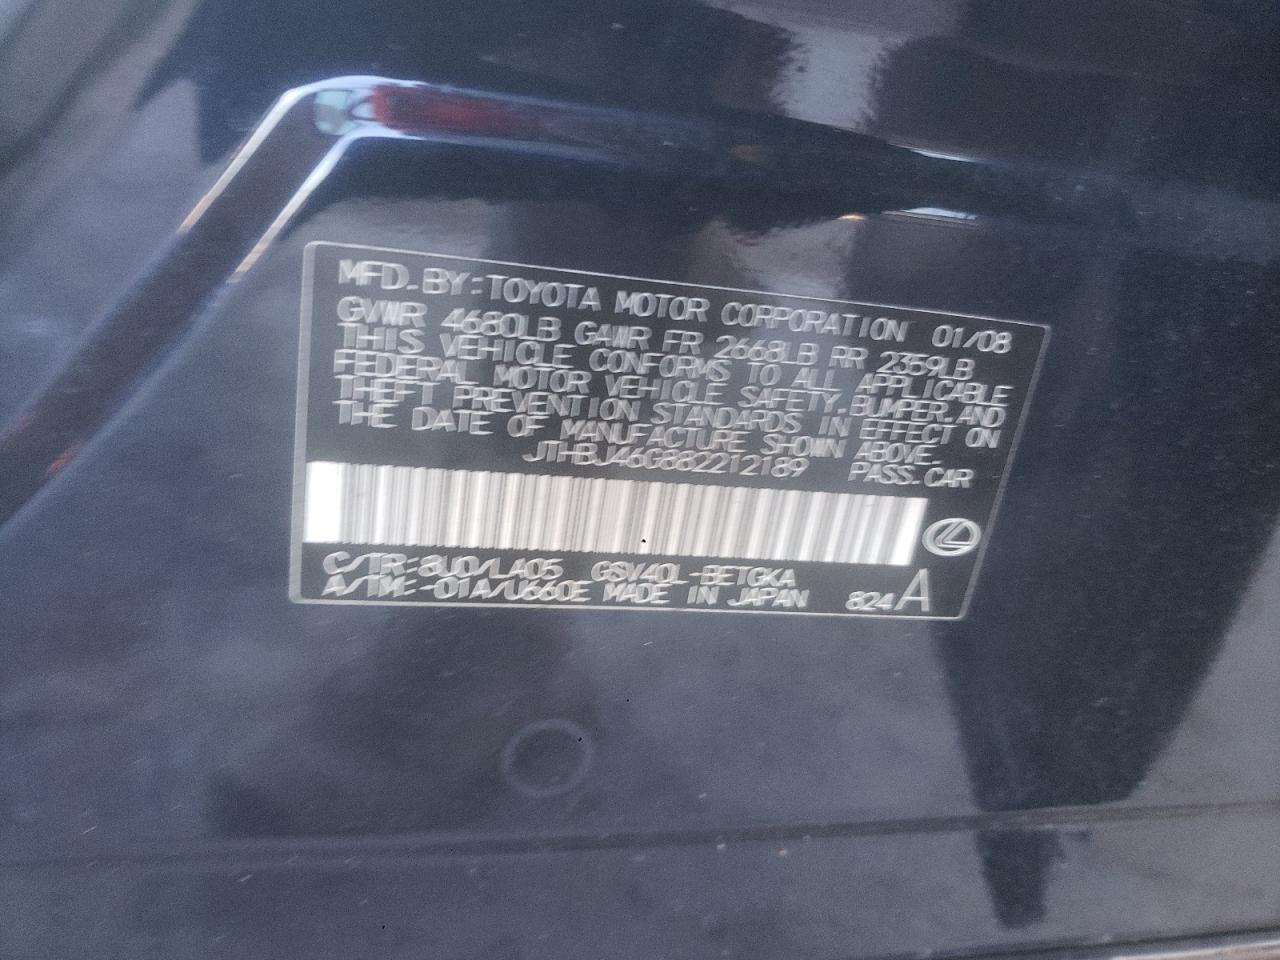 MFD. BY: TOYOTA MOTOR CORPORATION 01/08
GVWR 4680LB GAWR FR 2668LB RR 2359LB
THIS VEHICLE CONFORMS TO ALL APPLICABLE
FEDERAL MOTOR VEHICLE SAFETY, BUMPER, AND
THEFT PREVENTION STANDARDS IN EFFECT ON
THE DATE OF MANUFACTURE SHOWN ABOVE.
JTHBJ46G882212189 PASS. CAR
C/TR: 8U0/LA05 GSV40L-BETGKA
A/TM: -01A/U660E MADE IN JAPAN 824 A